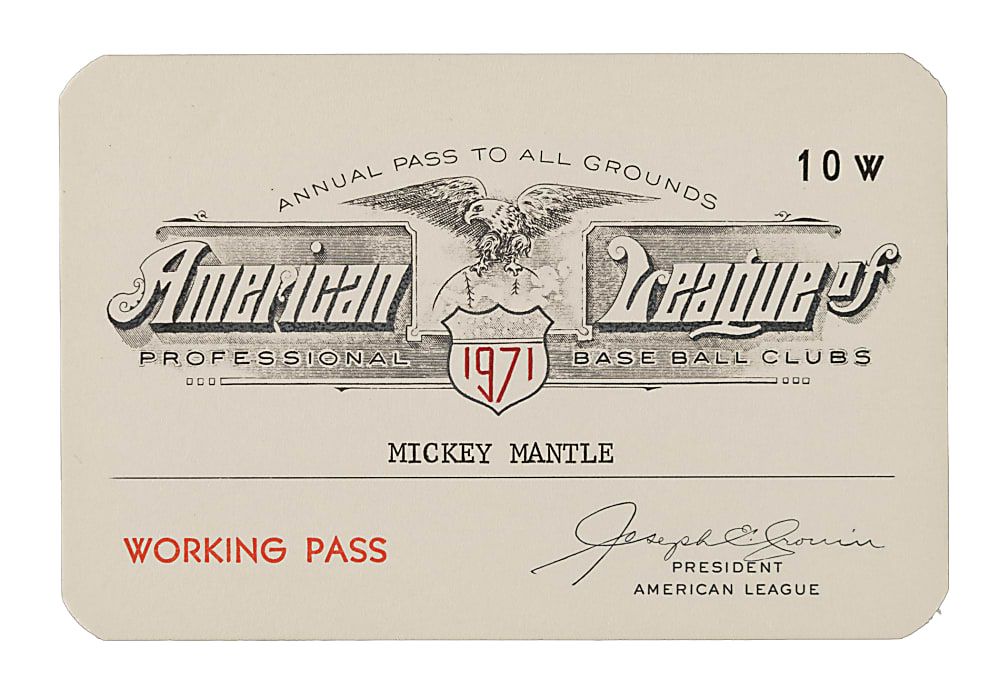 ANNUAL PASS TO ALL GROUNDS
10 W
American League of
PROFESSIONAL BASE BALL CLUBS
1971
MICKEY MANTLE
WORKING PASS
Joseph E. Cronin
PRESIDENT
AMERICAN LEAGUE